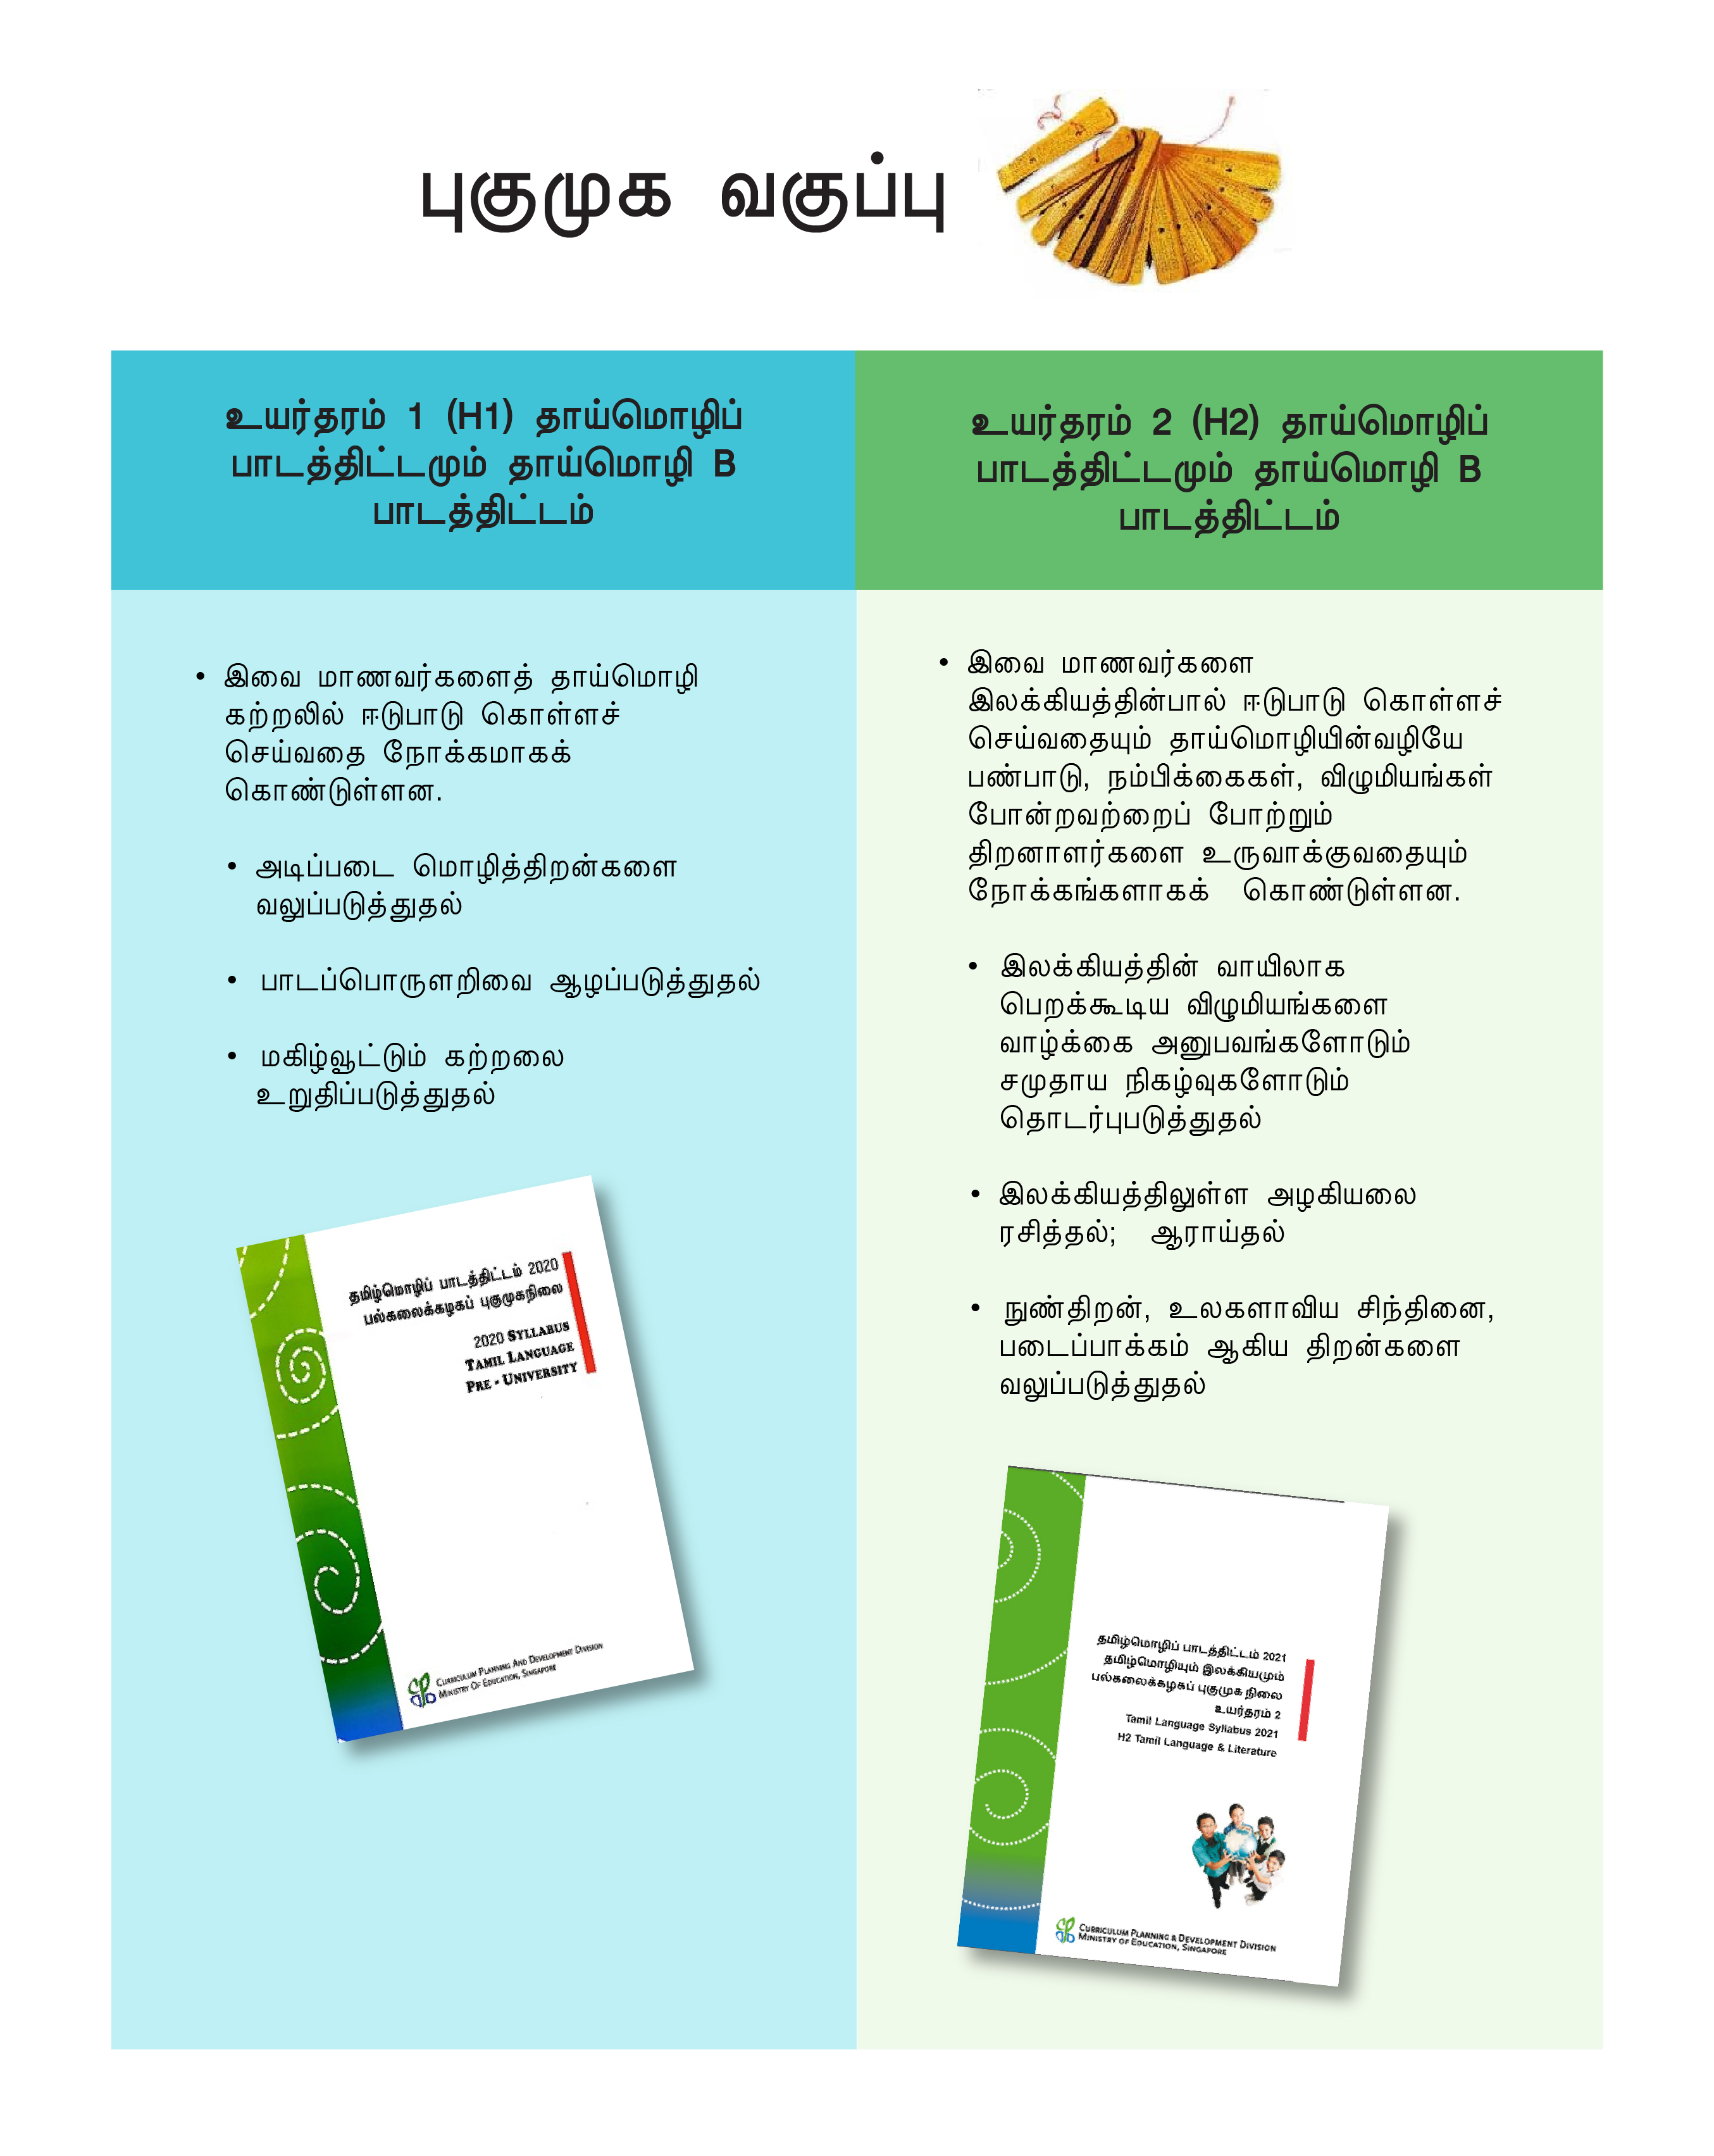 புகுமுக வகுப்பு
உயர்தரம் 1 (H1) தாய்மொழிப்
பாடத்திட்டமும் தாய்மொழி B
பாடத்திட்டம்
• இவை மாணவர்களைத் தாய்மொழி
கற்றலில் ஈடுபாடு கொள்ளச்
செய்வதை நோக்கமாகக்
கொண்டுள்ளன.
• அடிப்படை மொழித்திறன்களை
வலுப்படுத்துதல்
• பாடப்பொருளறிவை ஆழப்படுத்துதல்
• மகிழ்வூட்டும் கற்றலை
உறுதிப்படுத்துதல்
தமிழ்மொழிப் பாடத்திட்டம் 2020
பல்கலைக்கழகப் புகுமுகநிலை
2020 SYLLABUS
TAMIL LANGUAGE
PRE - UNIVERSITY
CURRICULUM PLANNING AND DEVELOPMENT DIVISION
MINISTRY OF EDUCATION, SINGAPORE
உயர்தரம் 2 (H2) தாய்மொழிப்
பாடத்திட்டமும் தாய்மொழி B
பாடத்திட்டம்
• இவை மாணவர்களை
இலக்கியத்தின்பால் ஈடுபாடு கொள்ளச்
செய்வதையும் தாய்மொழியின்வழியே
பண்பாடு, நம்பிக்கைகள், விழுமியங்கள்
போன்றவற்றைப் போற்றும்
திறனாளர்களை உருவாக்குவதையும்
நோக்கங்களாகக் கொண்டுள்ளன.
• இலக்கியத்தின் வாயிலாக
பெறக்கூடிய விழுமியங்களை
வாழ்க்கை அனுபவங்களோடும்
சமுதாய நிகழ்வுகளோடும்
தொடர்புபடுத்துதல்
• இலக்கியத்திலுள்ள அழகியலை
ரசித்தல்; ஆராய்தல்
• நுண்திறன், உலகளாவிய சிந்தினை,
படைப்பாக்கம் ஆகிய திறன்களை
வலுப்படுத்துதல்
தமிழ்மொழிப் பாடத்திட்டம் 2021
தமிழ்மொழியும் இலக்கியமும்
பல்கலைக்கழகப் புகுமுக நிலை
உயர்தரம் 2
Tamil Language Syllabus 2021
H2 Tamil Language & Literature
CURRICULUM PLANNING & DEVELOPMENT DIVISION
MINISTRY OF EDUCATION, SINGAPORE